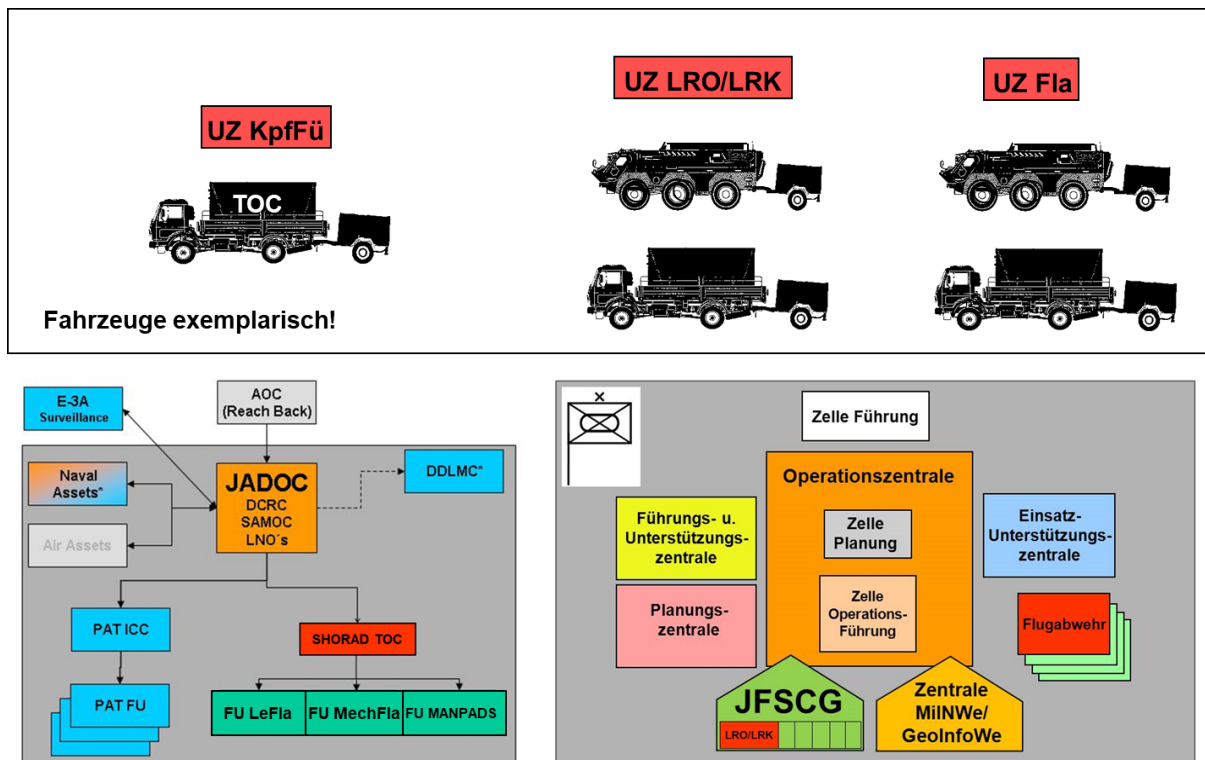 UZ KpfFü
UZ LRO/LRK
UZ Fla
TOC
Fahrzeuge exemplarisch!
E-3A
Surveillance
AOC
(Reach Back)
Naval
Assets*
Air Assets
JADOC
DCRC
SAMOC
LNO´s
DDLMC*
PAT ICC
SHORAD TOC
PAT FU
FU LeFla
FU MechFla
FU MANPADS
X
Zelle Führung
Operationszentrale
Führungs- u.
Unterstützungs-
zentrale
Zelle
Planung
Einsatz-
Unterstützungs-
zentrale
Planungs-
zentrale
Zelle
Operations-
Führung
Flugabwehr
JFSCG
LRO/LRK
Zentrale
MilNWe/
GeoInfoWe